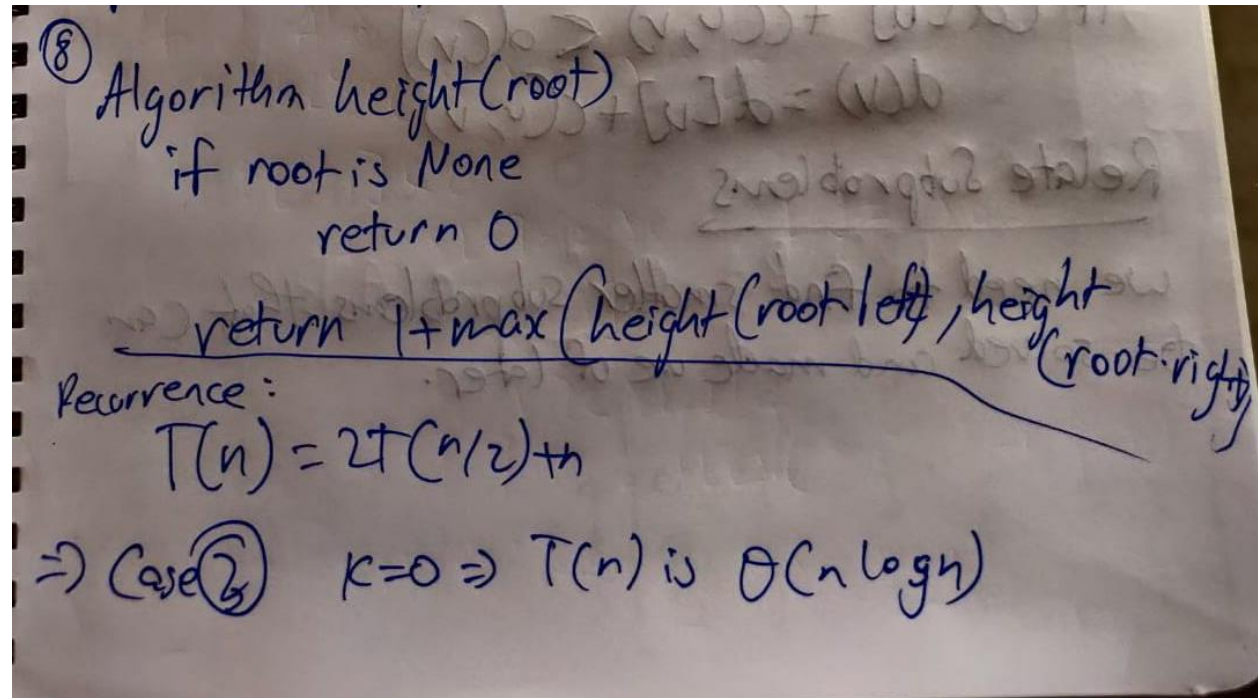 ⑧
Algorithm height(root)
if root is None
return 0
return 1+max(height(root.left), height
(root.right))
Recurrence:
T(n) = 2T(n/2)+n
⇒ Case ② K=0 ⇒ T(n) is θ(n logn)